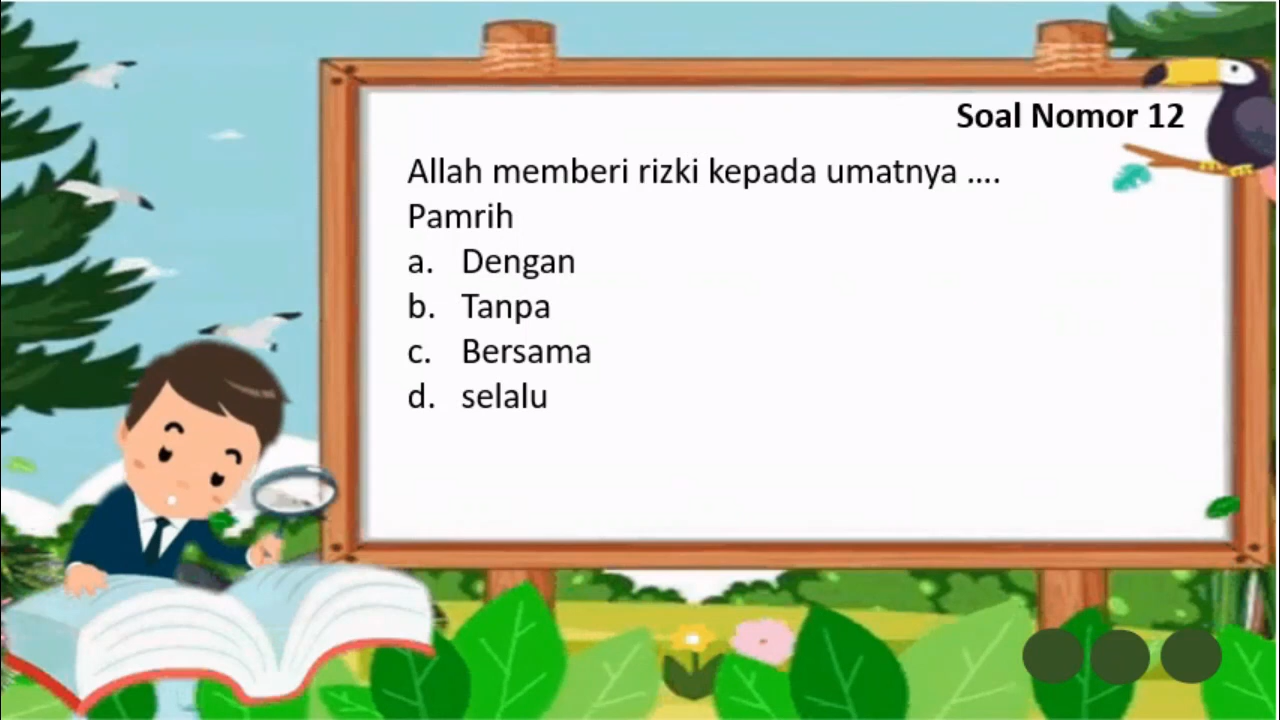 Soal Nomor 12
Allah memberi rizki kepada umatnya ....
Pamrih
a. Dengan
b. Tanpa
c. Bersama
d. selalu